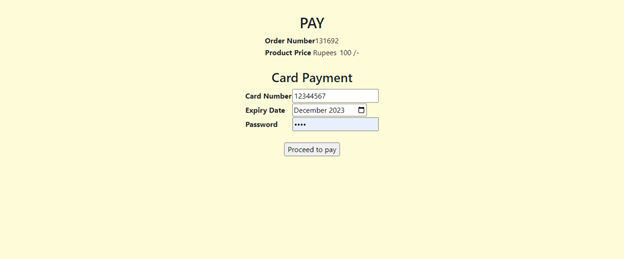 PAY
Order Number131692
Product Price Rupees 100 /-
Card Payment
Card Number 12344567
Expiry Date December 2023
Password ••••
Proceed to pay